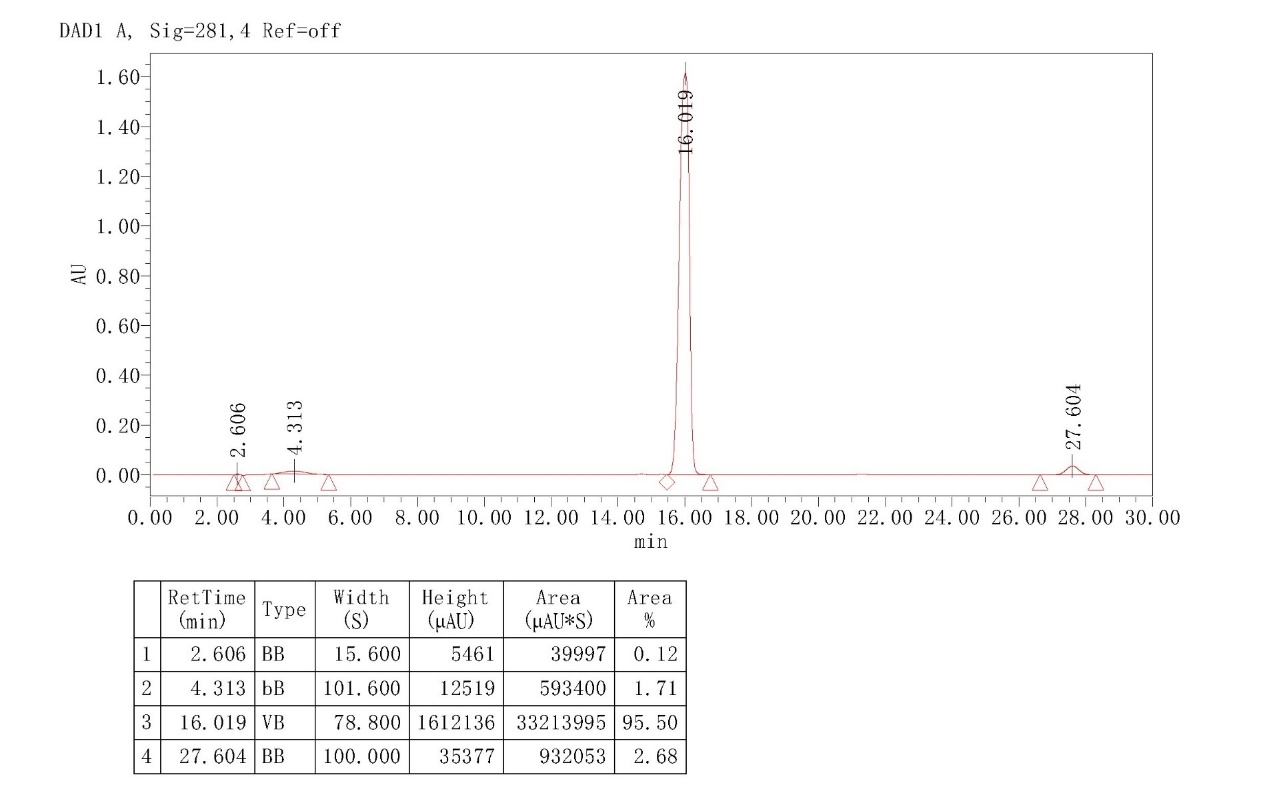 DAD1 A, Sig=281,4 Ref=off
1.60
16.019
1.40
1.20
1.00
AU
0.80
0.60
0.40
2.606
4.313
27.604
0.20
0.00
0.00 2.00 4.00 6.00 8.00 10.00 12.00 14.00 16.00 18.00 20.00 22.00 24.00 26.00 28.00 30.00
min
RetTime (min) Type Width (S) Height (µAU) Area (µAU*S) Area %
1 2.606 BB 15.600 5461 39997 0.12
2 4.313 bB 101.600 12519 593400 1.71
3 16.019 VB 78.800 1612136 33213995 95.50
4 27.604 BB 100.000 35377 932053 2.68